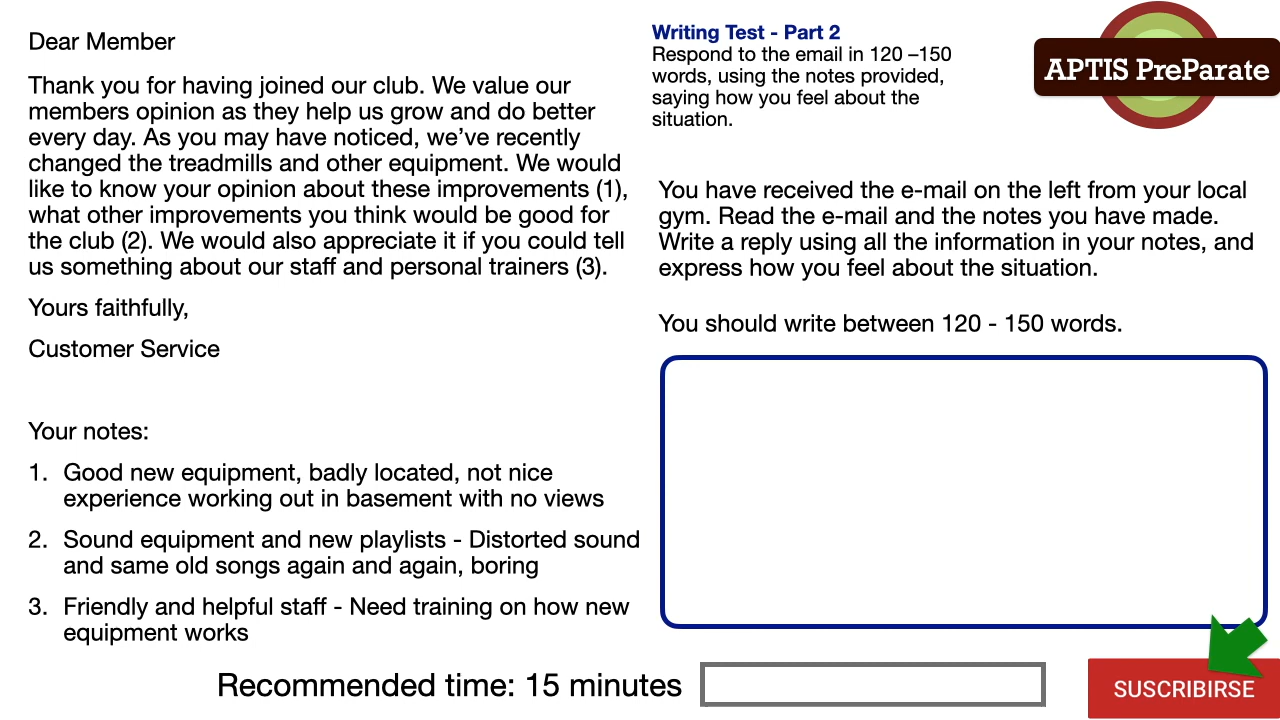 Dear Member
Thank you for having joined our club. We value our
members opinion as they help us grow and do better
every day. As you may have noticed, we’ve recently
changed the treadmills and other equipment. We would
like to know your opinion about these improvements (1),
what other improvements you think would be good for
the club (2). We would also appreciate it if you could tell
us something about our staff and personal trainers (3).
Yours faithfully,
Customer Service
Your notes:
1. Good new equipment, badly located, not nice
experience working out in basement with no views
2. Sound equipment and new playlists - Distorted sound
and same old songs again and again, boring
3. Friendly and helpful staff - Need training on how new
equipment works
Writing Test - Part 2
Respond to the email in 120 –150
words, using the notes provided,
saying how you feel about the
situation.
APTIS PreParate
You have received the e-mail on the left from your local
gym. Read the e-mail and the notes you have made.
Write a reply using all the information in your notes, and
express how you feel about the situation.
You should write between 120 - 150 words.
Recommended time: 15 minutes
SUSCRIBIRSE